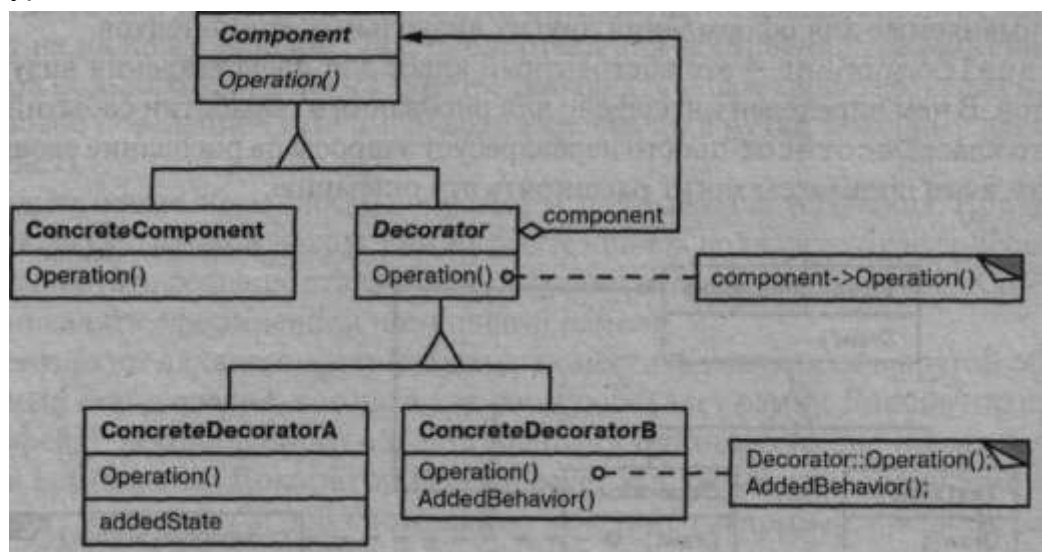 Component
Operation()
component
ConcreteComponent
Operation()
Decorator
Operation()
component->Operation()
ConcreteDecoratorA
Operation()
addedState
ConcreteDecoratorB
Operation()
AddedBehavior()
Decorator::Operation();
AddedBehavior();